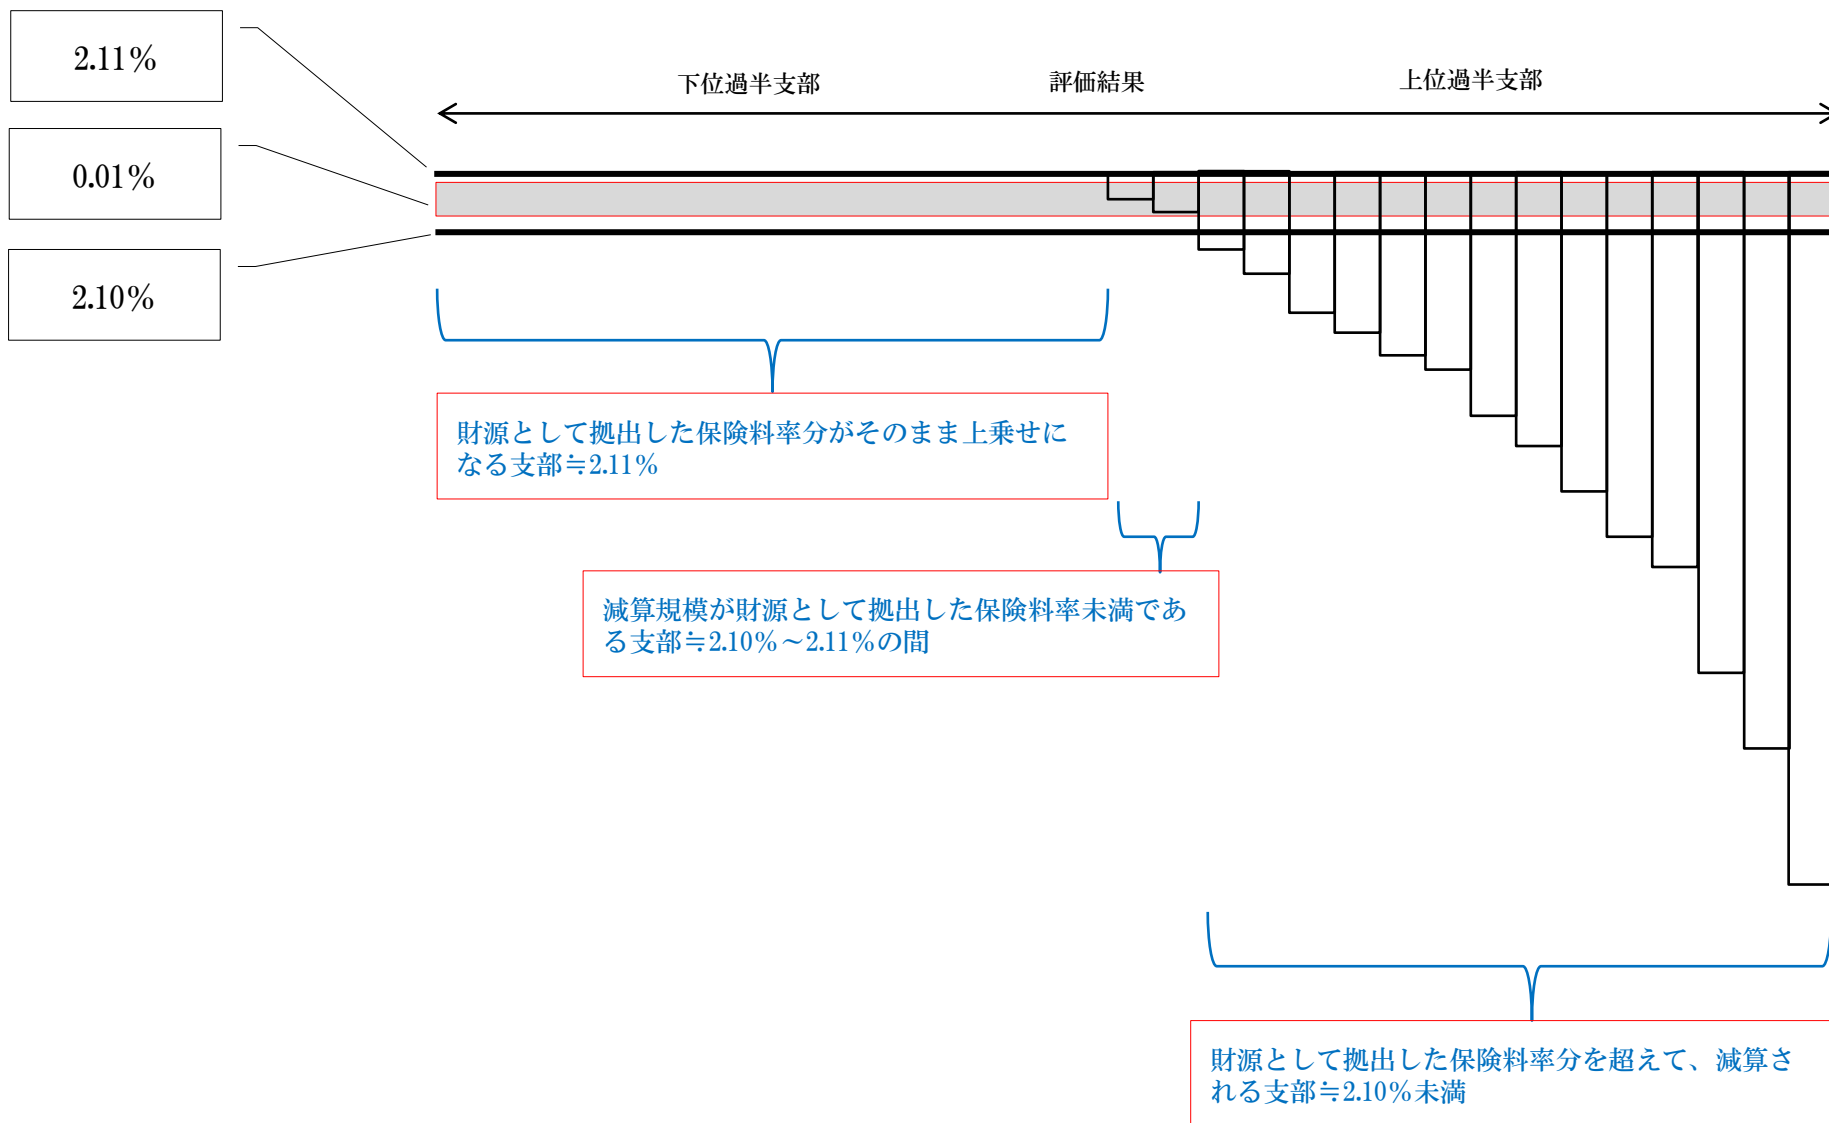 2.11%
0.01%
2.10%
下位過半支部
評価結果
上位過半支部
財源として拠出した保険料率分がそのまま上乗せに
なる支部≒2.11%
減算規模が財源として拠出した保険料率未満であ
る支部≒2.10%～2.11%の間
財源として拠出した保険料率分を超えて、減算さ
れる支部≒2.10%未満